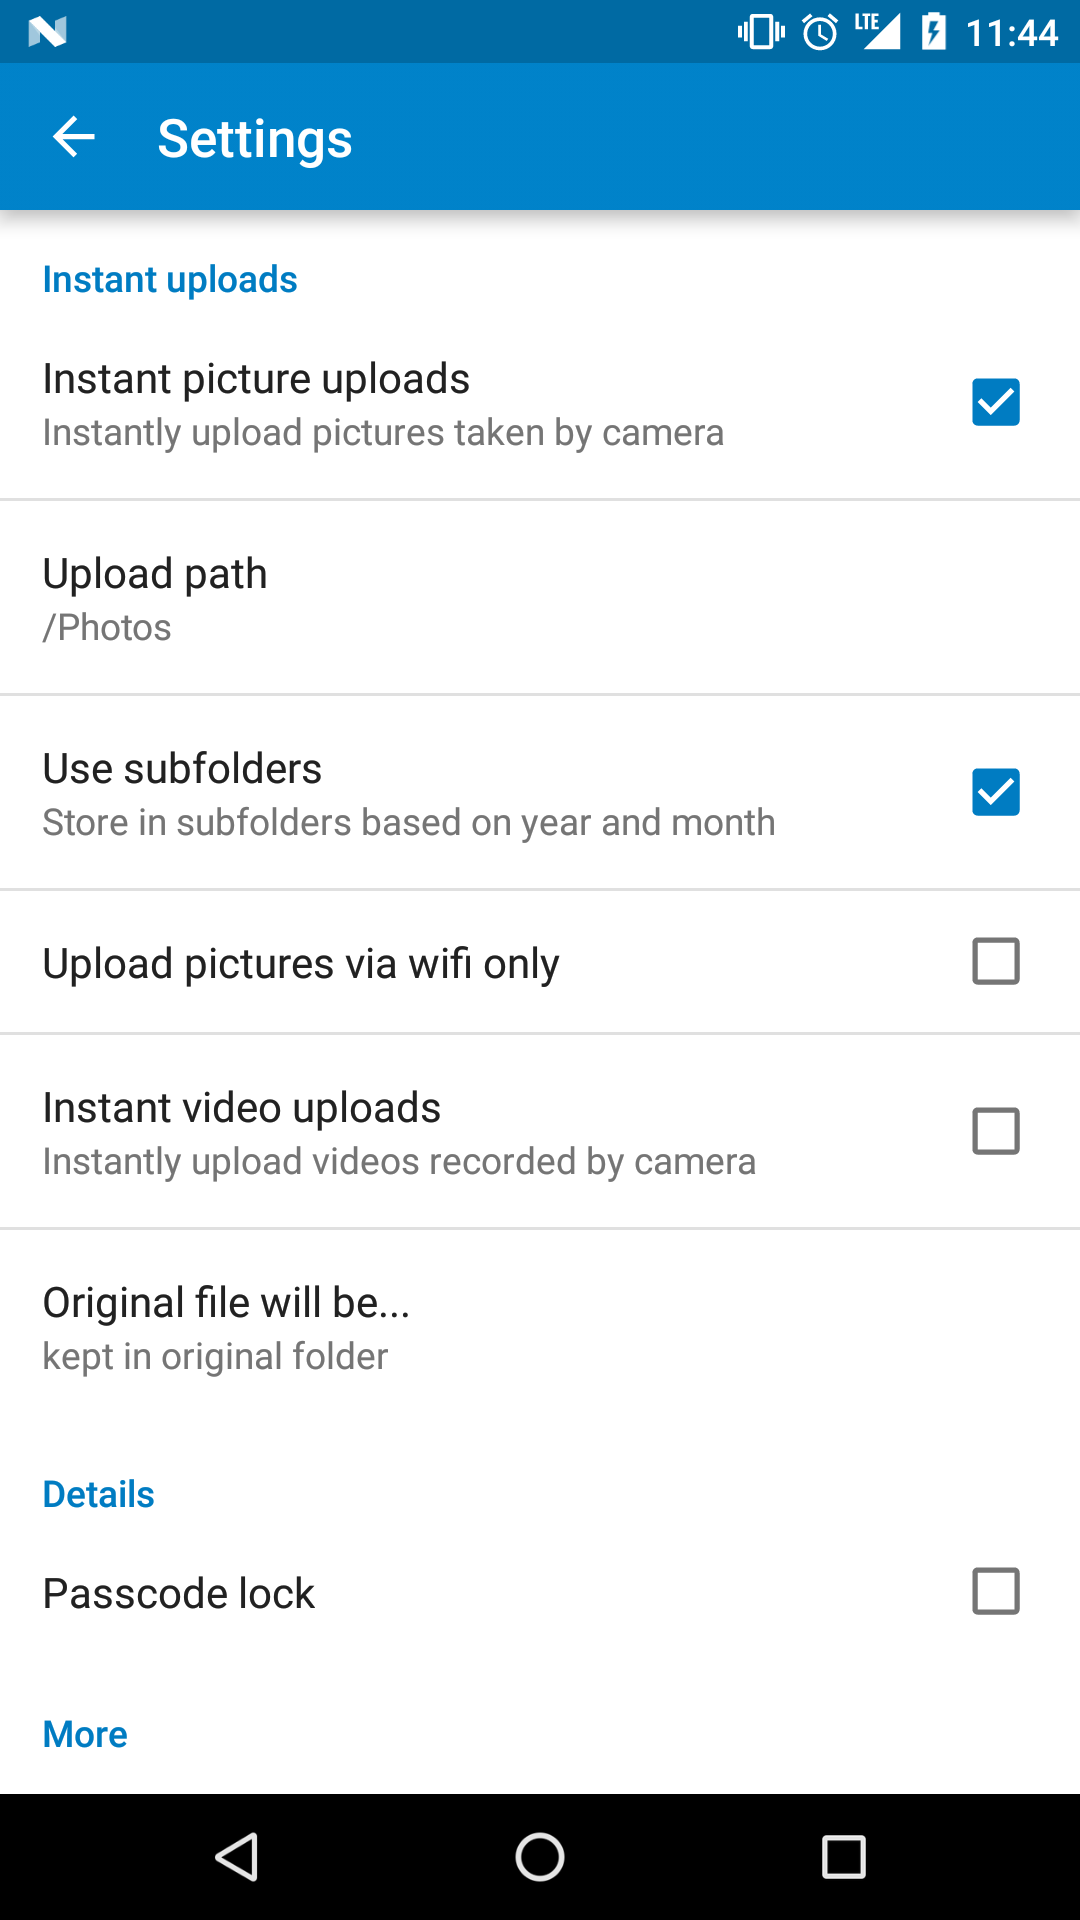 LTE 11:44
Settings
Instant uploads
Instant picture uploads
Instantly upload pictures taken by camera
Upload path
/Photos
Use subfolders
Store in subfolders based on year and month
Upload pictures via wifi only
Instant video uploads
Instantly upload videos recorded by camera
Original file will be...
kept in original folder
Details
Passcode lock
More